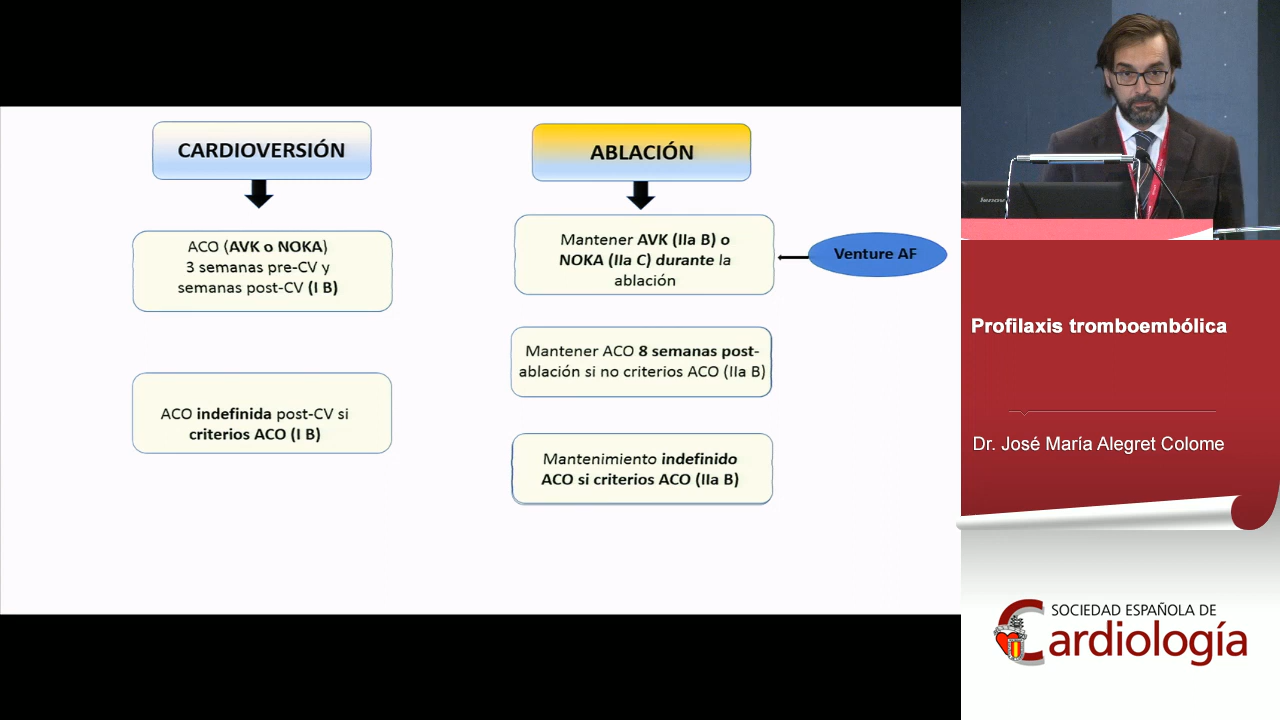 CARDIOVERSIÓN
ACO (AVK o NOKA)
3 semanas pre-CV y
semanas post-CV (I B)
ACO indefinida post-CV si
criterios ACO (I B)
ABLACIÓN
Mantener AVK (IIa B) o
NOKA (IIa C) durante la
ablación
Venture AF
Mantener ACO 8 semanas post-
ablación si no criterios ACO (IIa B)
Mantenimiento indefinido
ACO si criterios ACO (IIa B)
lenovo
Profilaxis tromboembólica
Dr. José María Alegret Colome
SOCIEDAD ESPAÑOLA DE
Cardiología